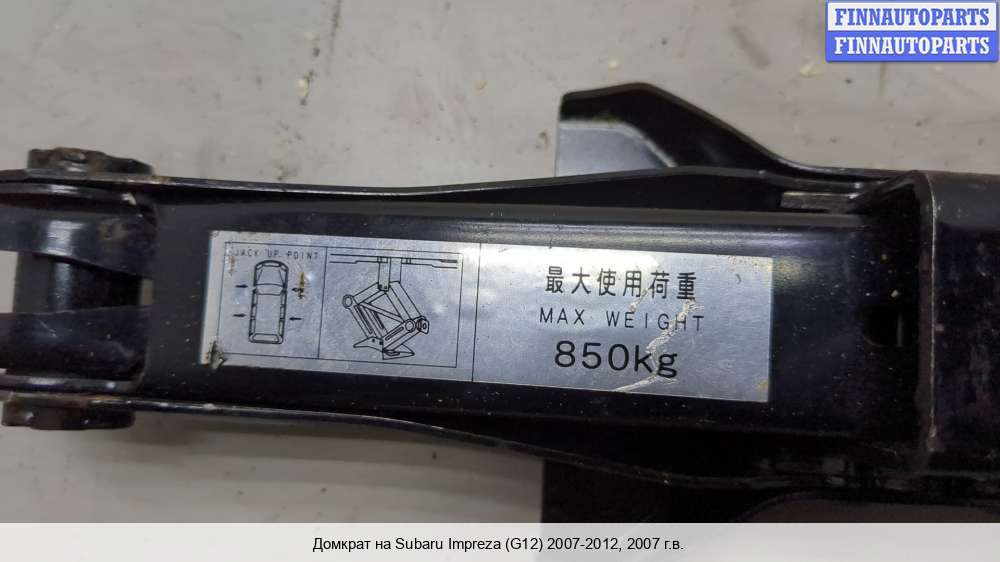 FINNAUTOPARTS
FINNAUTOPARTS
JACK UP POINT
最大使用荷重
MAX WEIGHT
850kg
Домкрат на Subaru Impreza (G12) 2007-2012, 2007 г.в.